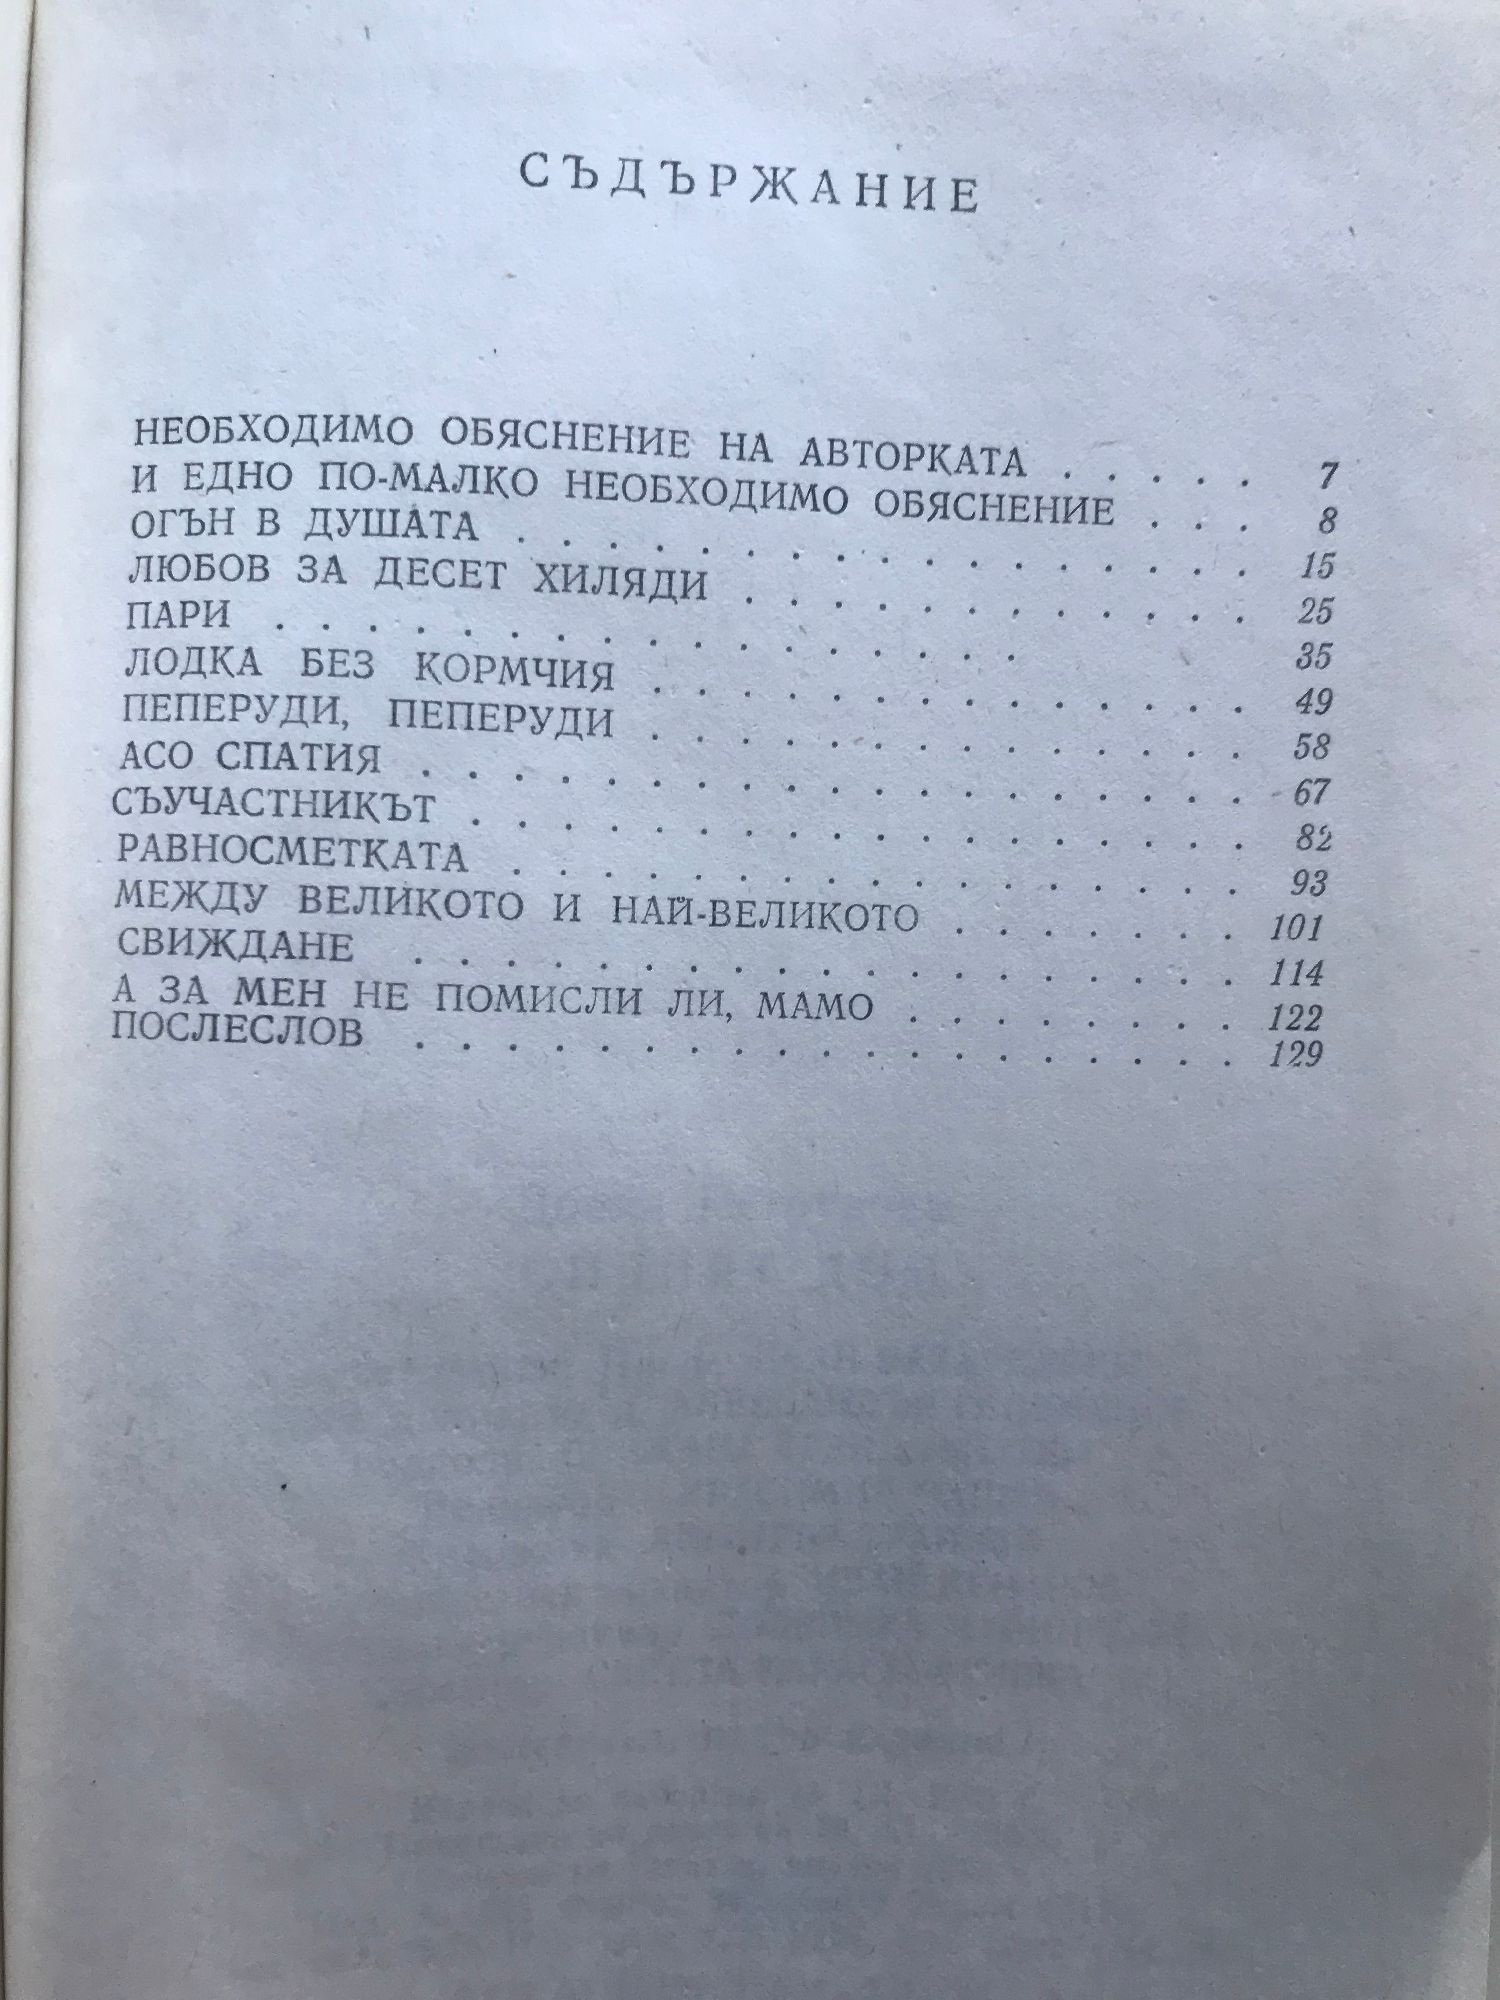 СЪДЪРЖАНИЕ
НЕОБХОДИМО ОБЯСНЕНИЕ НА АВТОРКАТА . . . . . 7
И ЕДНО ПО-МАЛКО НЕОБХОДИМО ОБЯСНЕНИЕ . . . 8
ОГЪН В ДУШАТА . . . . . . . . . . . . . . . . . 15
ЛЮБОВ ЗА ДЕСЕТ ХИЛЯДИ . . . . . . . . . . . . 25
ПАРИ . . . . . . . . . . . . . . . . . 35
ЛОДКА БЕЗ КОРМЧИЯ . . . . . . . . . . . . . . 49
ПЕПЕРУДИ, ПЕПЕРУДИ . . . . . . . . . . . . . . 58
АСО СПАТИЯ . . . . . . . . . . . . . . . . . . . 67
СЪУЧАСТНИКЪТ . . . . . . . . . . . . . . . . . . 82
РАВНОСМЕТКАТА . . . . . . . . . . . . . . . . . 93
МЕЖДУ ВЕЛИКОТО И НАЙ-ВЕЛИКОТО . . . . . . . 101
СВИЖДАНЕ . . . . . . . . . . . . . . . . . . . 114
А ЗА МЕН НЕ ПОМИСЛИ ЛИ, МАМО . . . . . . . . 122
ПОСЛЕСЛОВ . . . . . . . . . . . . . . . . . . . 129